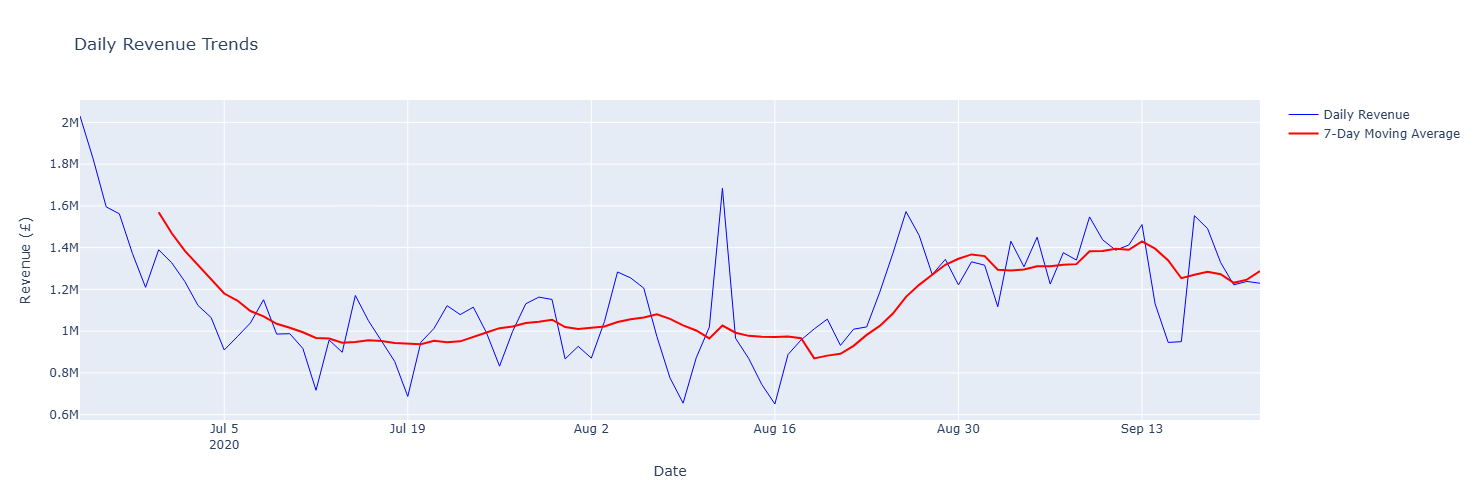 Daily Revenue Trends
Daily Revenue
7-Day Moving Average
Revenue (£)
2M
1.8M
1.6M
1.4M
1.2M
1M
0.8M
0.6M
Jul 5
2020
Jul 19
Aug 2
Aug 16
Aug 30
Sep 13
Date